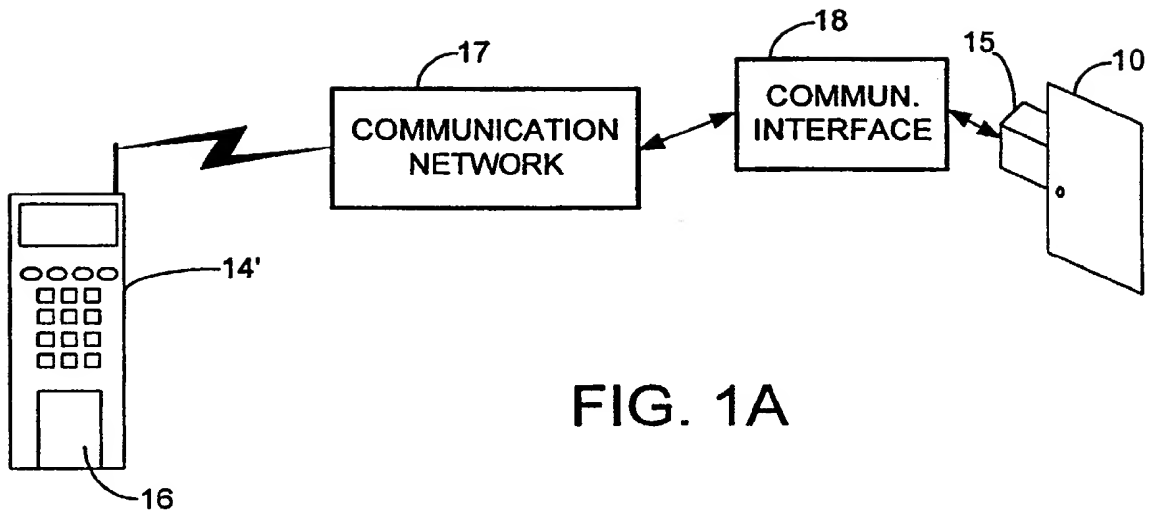 17
18
15
10
COMMUNICATION
NETWORK
COMMUN.
INTERFACE
14'
FIG. 1A
16